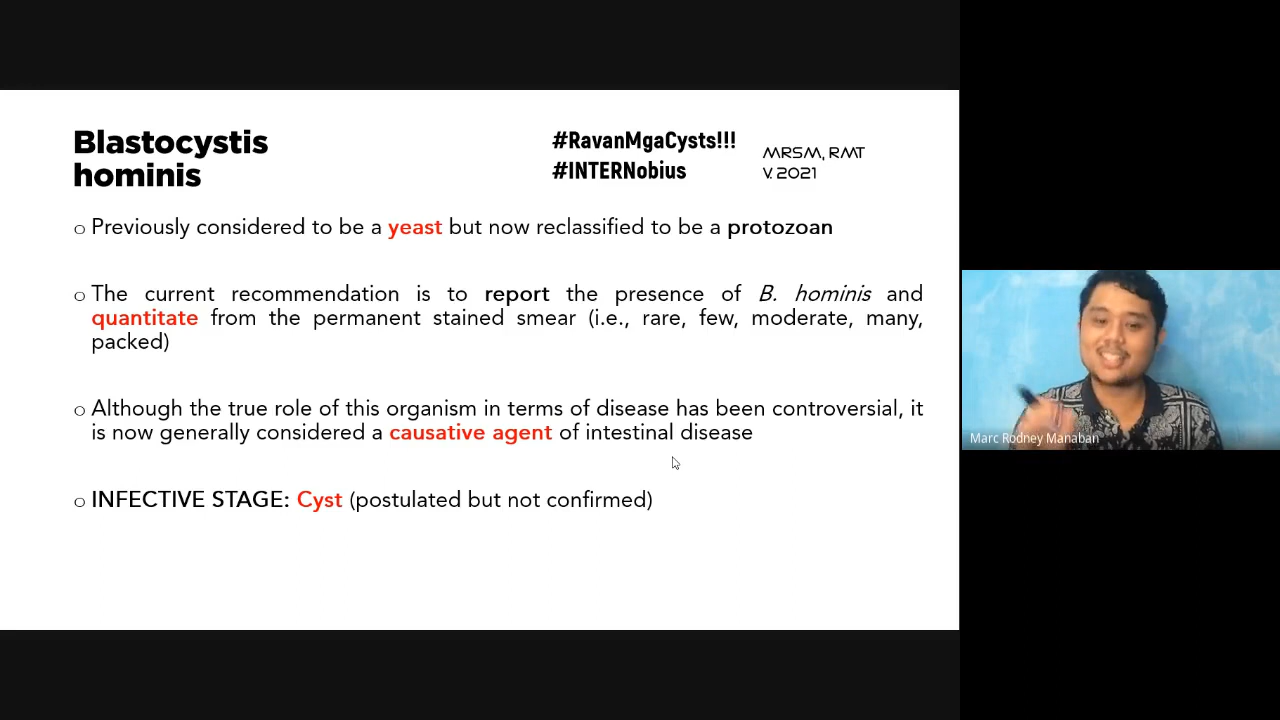 Blastocystis
hominis
#RavanMgaCysts!!!
#INTERNobius
MRSM, RMT
V. 2021
o Previously considered to be a yeast but now reclassified to be a protozoan
o The current recommendation is to report the presence of B. hominis and
quantitate from the permanent stained smear (i.e., rare, few, moderate, many,
packed)
o Although the true role of this organism in terms of disease has been controversial, it
is now generally considered a causative agent of intestinal disease
o INFECTIVE STAGE: Cyst (postulated but not confirmed)
Marc Rodney Manaban